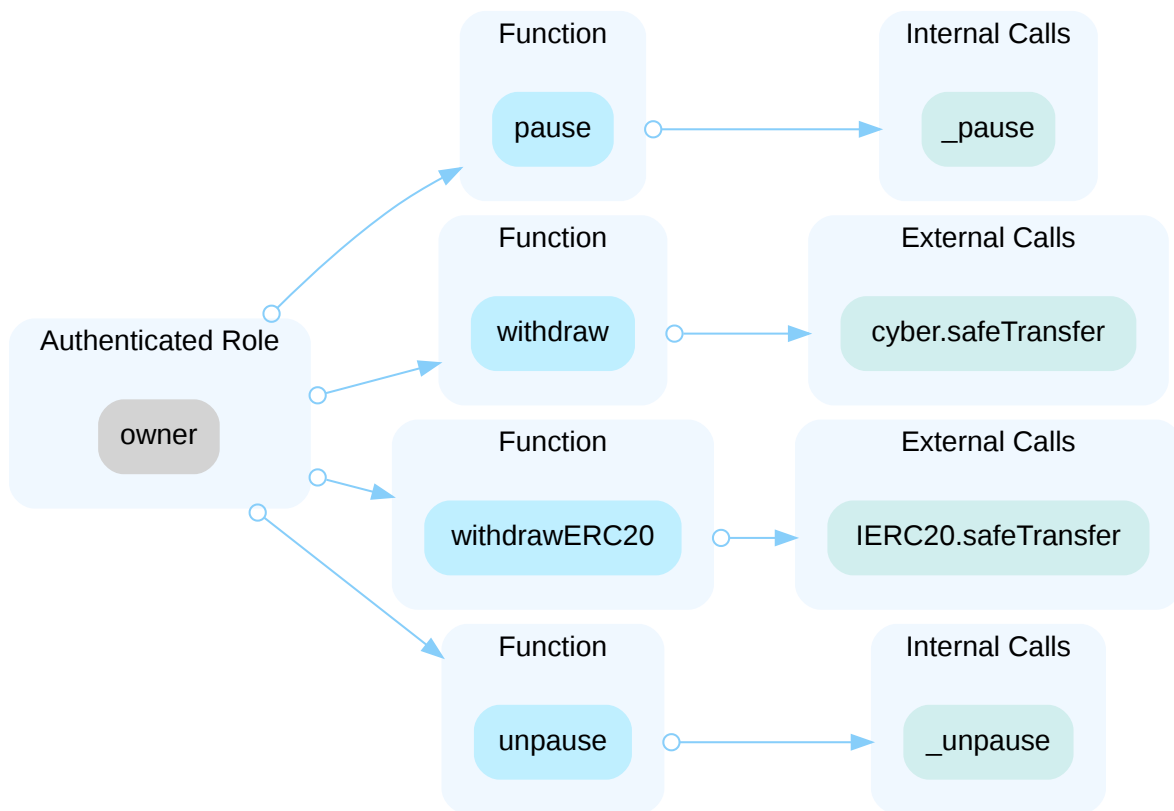 Function
Internal Calls
pause
_pause
Function
External Calls
withdraw
cyber.safeTransfer
Authenticated Role
owner
Function
External Calls
withdrawERC20
IERC20.safeTransfer
Function
Internal Calls
unpause
_unpause